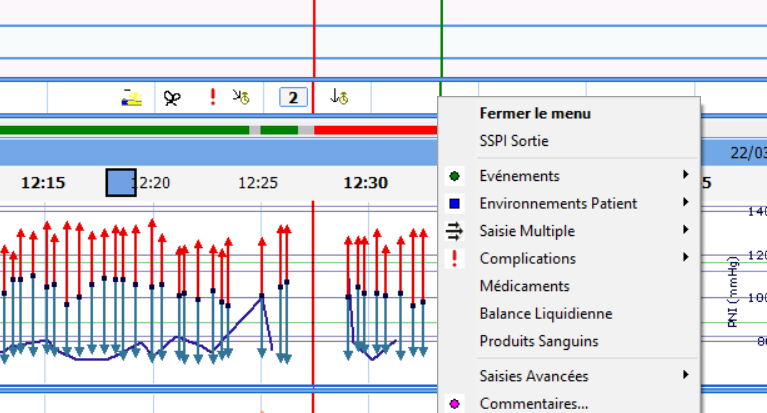 2
Fermer le menu
SSPI Sortie
22/03
12:15
12:20
12:25
12:30
5
Evénements
Environnements Patient
Saisie Multiple
Complications
Médicaments
Balance Liquidienne
Produits Sanguins
Saisies Avancées
Commentaires...
140
120
100
80
PNI (mmHg)